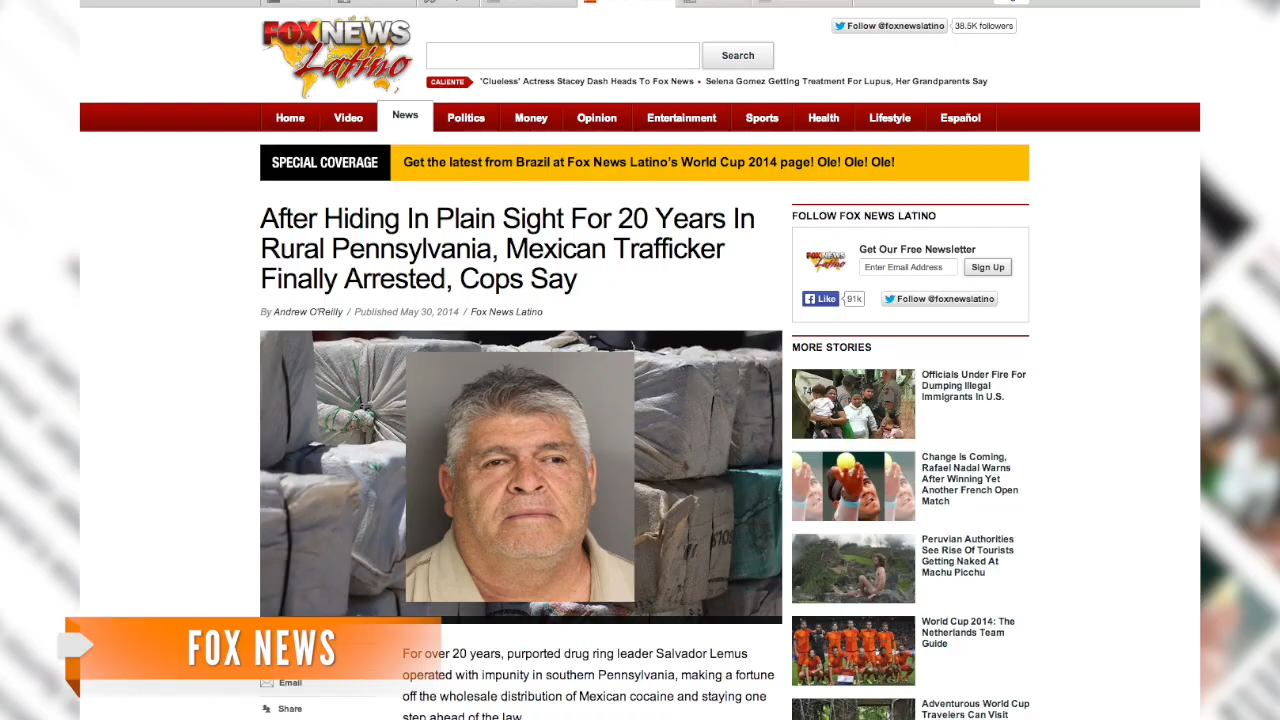 FOX NEWS
Latino
Search
Follow @foxnewslatino
38.5K followers
CALIENTE
'Clueless' Actress Stacey Dash Heads To Fox News • Selena Gomez Getting Treatment For Lupus, Her Grandparents Say
Home
Video
News
Politics
Money
Opinion
Entertainment
Sports
Health
Lifestyle
Español
SPECIAL COVERAGE
Get the latest from Brazil at Fox News Latino's World Cup 2014 page! Ole! Ole! Ole!
After Hiding In Plain Sight For 20 Years In
Rural Pennsylvania, Mexican Trafficker
Finally Arrested, Cops Say
By Andrew O'Reilly / Published May 30, 2014 / Fox News Latino
For over 20 years, purported drug ring leader Salvador Lemus
operated with impunity in southern Pennsylvania, making a fortune
off the wholesale distribution of Mexican cocaine and staying one
step ahead of the law.
Email
Share
FOX NEWS
FOLLOW FOX NEWS LATINO
FOX NEWS
Latino
Get Our Free Newsletter
Enter Email Address
Sign Up
Like
91k
Follow @foxnewslatino
MORE STORIES
Officials Under Fire For
Dumping Illegal
Immigrants In U.S.
Change Is Coming,
Rafael Nadal Warns
After Winning Yet
Another French Open
Match
Peruvian Authorities
See Rise Of Tourists
Getting Naked At
Machu Picchu
World Cup 2014: The
Netherlands Team
Guide
Adventurous World Cup
Travelers Can Visit